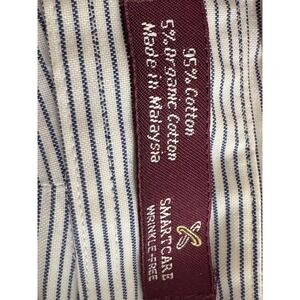 95% Cotton
5% Organic Cotton
Made in Malaysia
SMARTCARE
WRINKLE-FREE